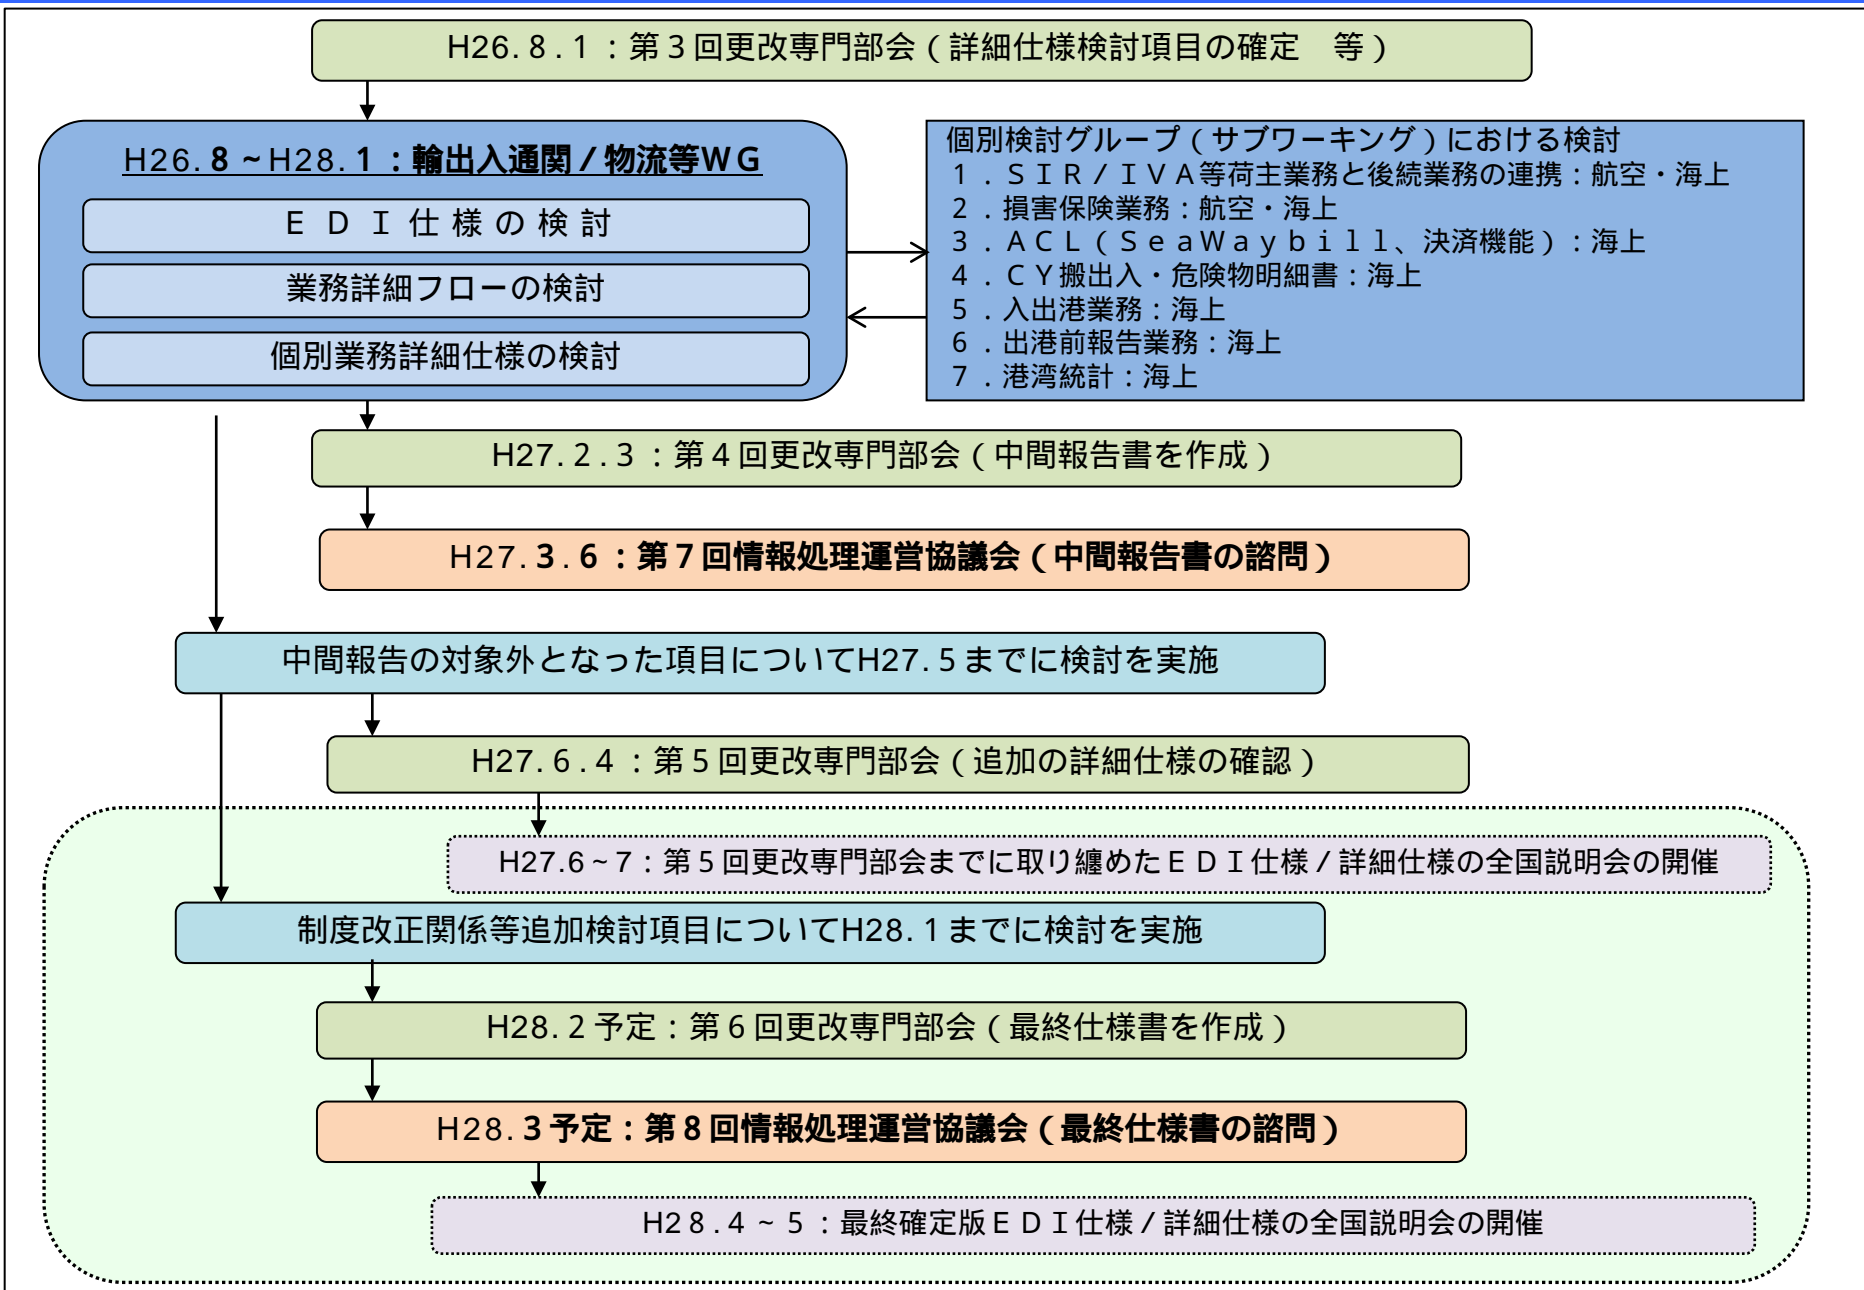 H26.8.1：第３回更改専門部会（詳細仕様検討項目の確定　等）
H26.8～H28.1：輸出入通関／物流等ＷＧ
ＥＤＩ仕様の検討
業務詳細フローの検討
個別業務詳細仕様の検討
個別検討グループ（サブワーキング）における検討
１．ＳＩＲ／ＩＶＡ等荷主業務と後続業務の連携：航空・海上
２．損害保険業務：航空・海上
３．ＡＣＬ（ＳｅａＷａｙｂｉｌｌ、決済機能）：海上
４．ＣＹ搬出入・危険物明細書：海上
５．入出港業務：海上
６．出港前報告業務：海上
７．港湾統計：海上
H27.２.３：第４回更改専門部会（中間報告書を作成）
H27.３.６：第７回情報処理運営協議会（中間報告書の諮問）
中間報告の対象外となった項目についてH27.５までに検討を実施
H27.６.４：第５回更改専門部会（追加の詳細仕様の確認）
H27.6～7：第５回更改専門部会までに取り纏めたＥＤＩ仕様／詳細仕様の全国説明会の開催
制度改正関係等追加検討項目についてH28.１までに検討を実施
H28.２予定：第６回更改専門部会（最終仕様書を作成）
H28.３予定：第８回情報処理運営協議会（最終仕様書の諮問）
H28.４～５：最終確定版ＥＤＩ仕様／詳細仕様の全国説明会の開催